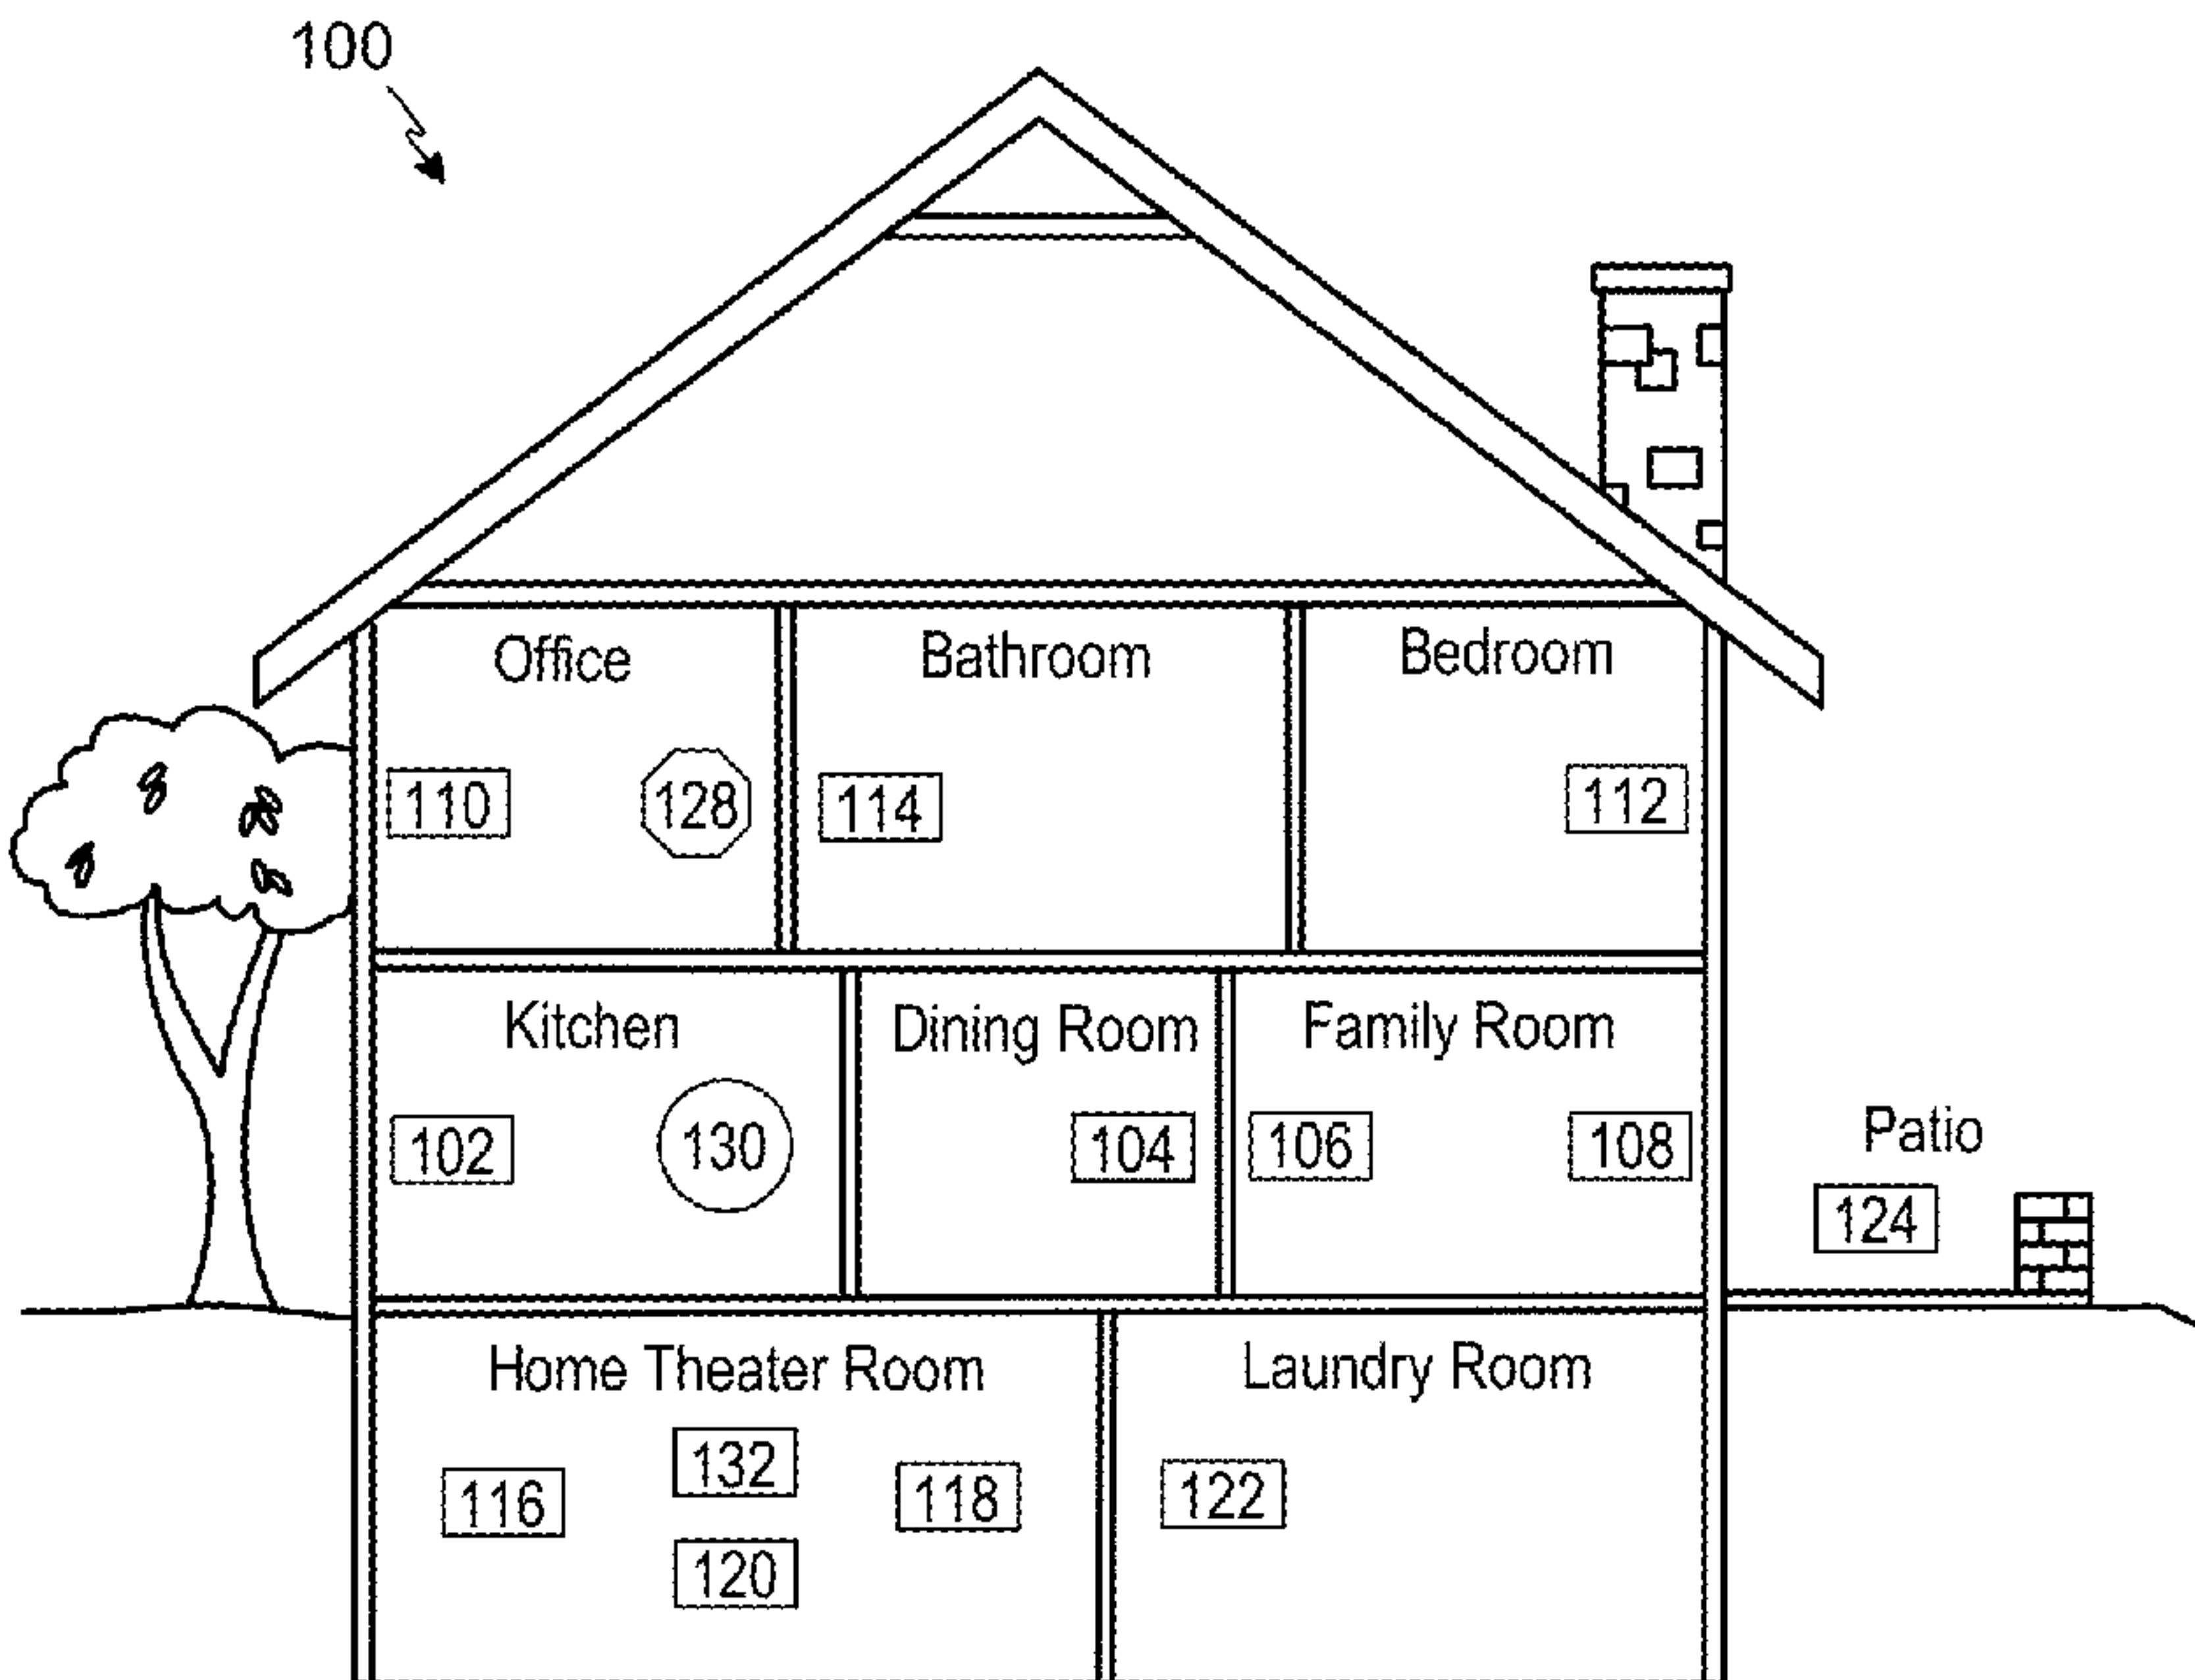 100
Office
Bathroom
Bedroom
110
128
114
112
Kitchen
Dining Room
Family Room
102
130
104
106
108
Patio
124
Home Theater Room
Laundry Room
132
116
118
122
120